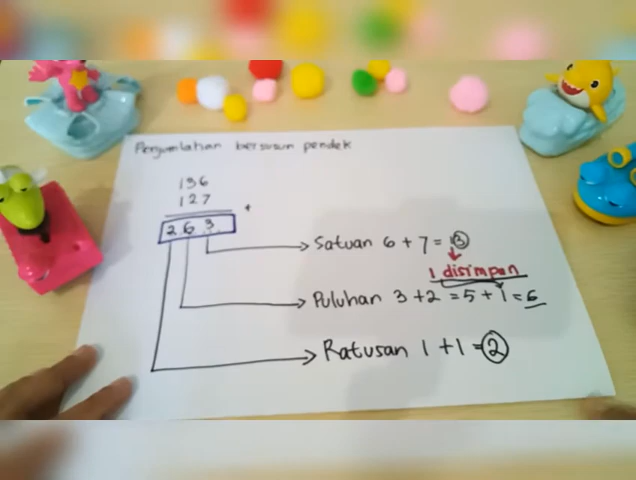 Penjumlahan bersusun pendek
136
127
+
263
Satuan 6 + 7 = 13
1 disimpan
Puluhan 3 + 2 = 5 + 1 = 6
Ratusan 1 + 1 = 2